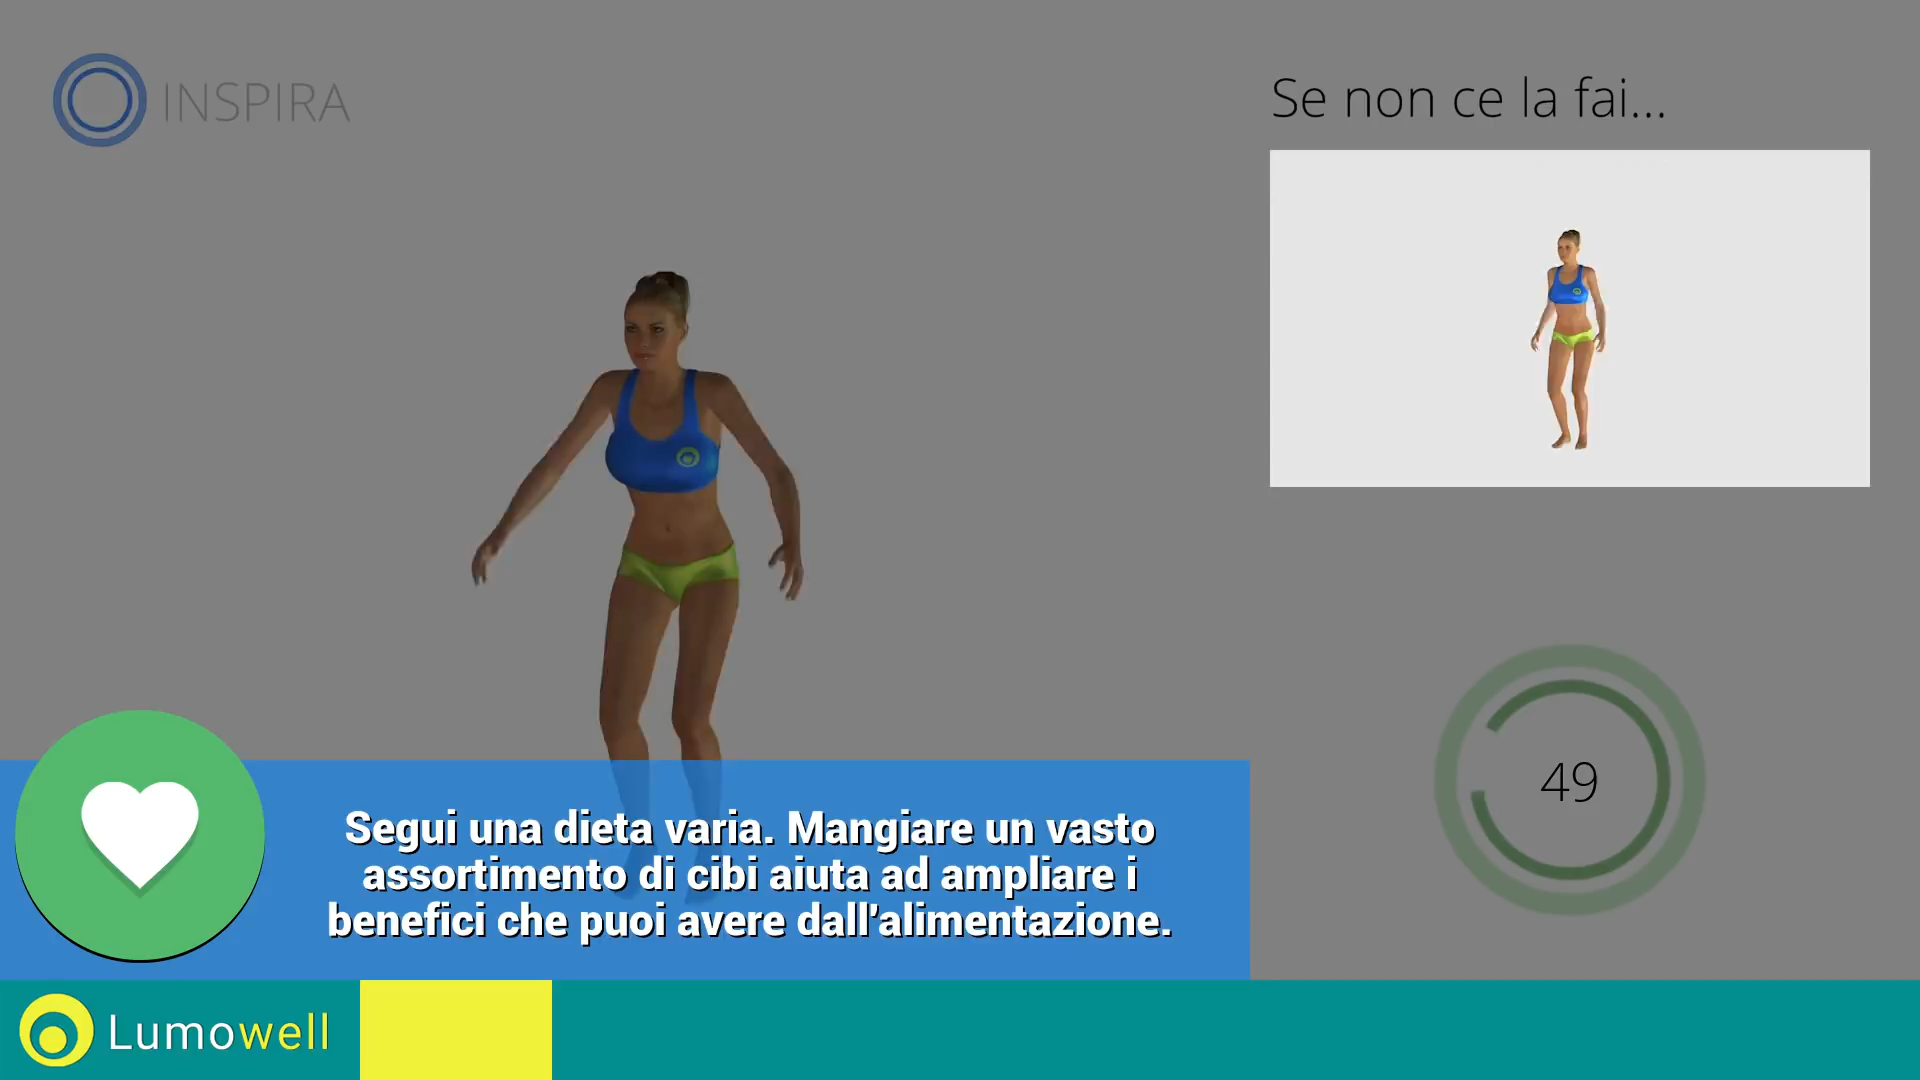 INSPIRA
Se non ce la fai...
49
Segui una dieta varia. Mangiare un vasto
assortimento di cibi aiuta ad ampliare i
benefici che puoi avere dall'alimentazione.
Lumowell